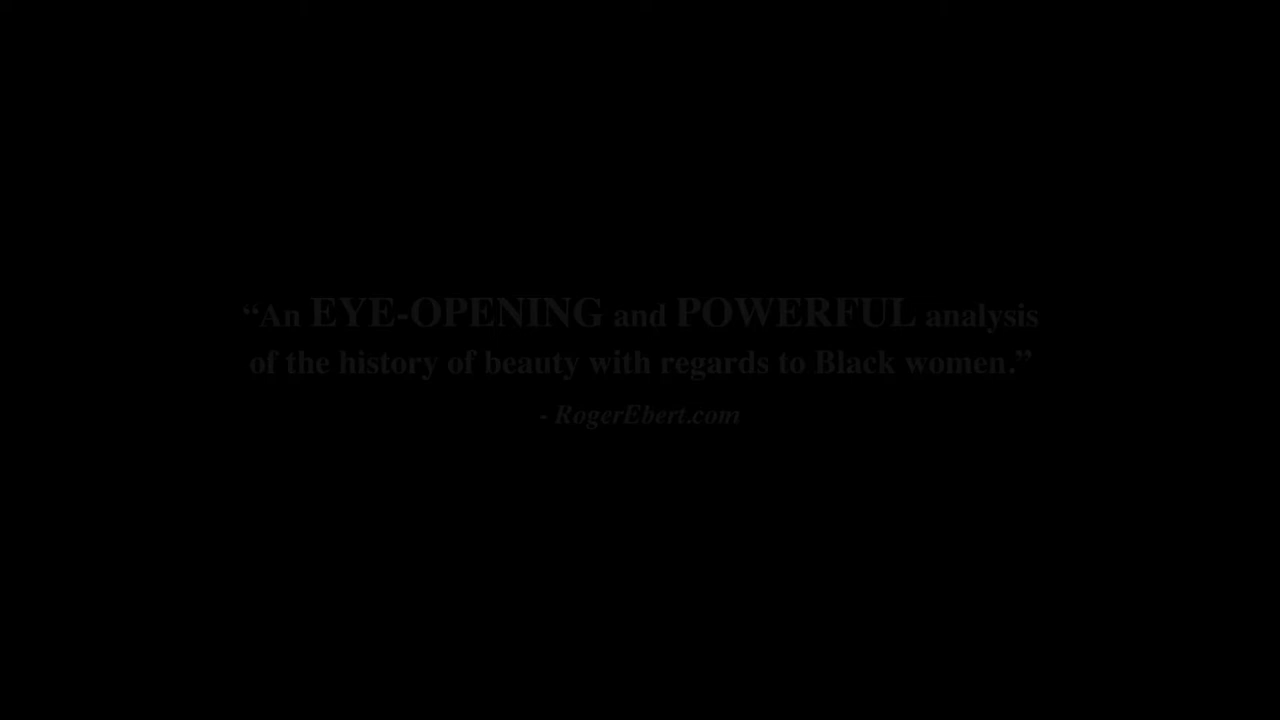 “An EYE-OPENING and POWERFUL analysis
of the history of beauty with regards to Black women.”
- RogerEbert.com